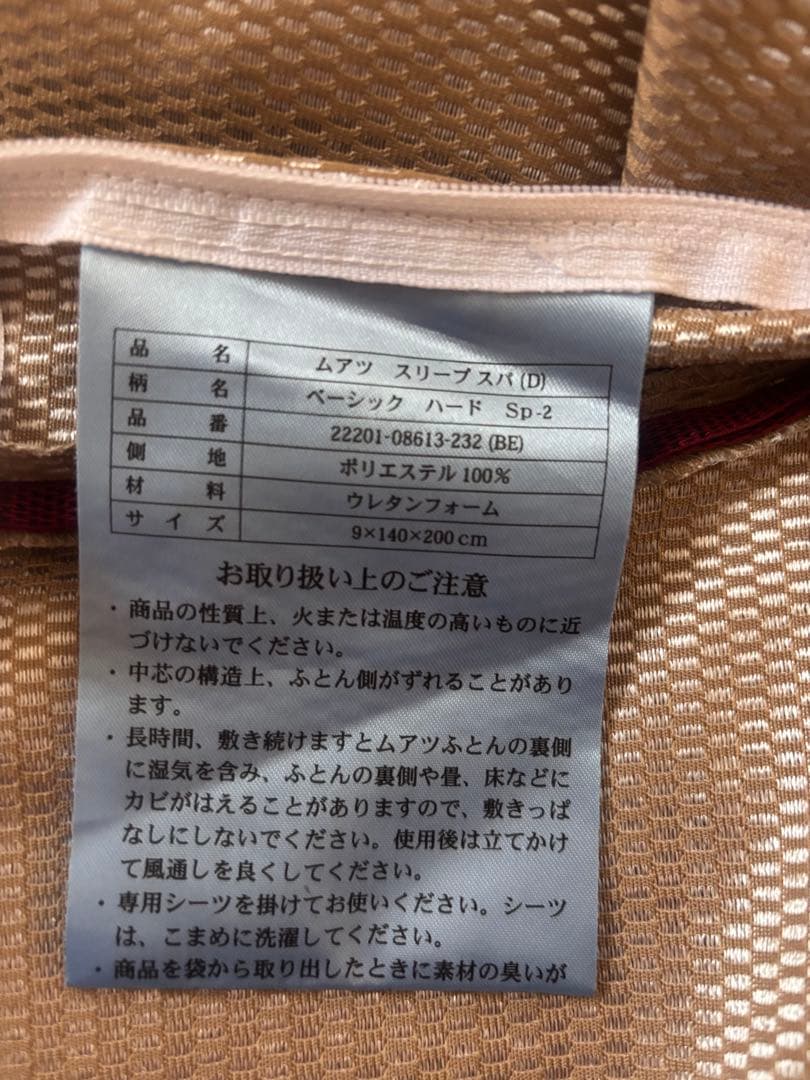 品名 ムアツ スリープ スパ (D)
柄名 ベーシック ハード Sp-2
品番 22201-08613-232 (BE)
側地 ポリエステル 100%
材料 ウレタンフォーム
サイズ 9×140×200cm
お取り扱い上のご注意
・商品の性質上、火または温度の高いものに近
づけないでください。
・中芯の構造上、ふとん側がずれることがあり
ます。
・長時間、敷き続けますとムアツふとんの裏側
に湿気を含み、ふとんの裏側や畳、床などに
カビがはえることがありますので、敷きっぱ
なしにしないでください。使用後は立てかけ
て風通しを良くしてください。
・専用シーツを掛けてお使いください。シーツ
は、こまめに洗濯してください。
・商品を袋から取り出したときに素材の臭いが